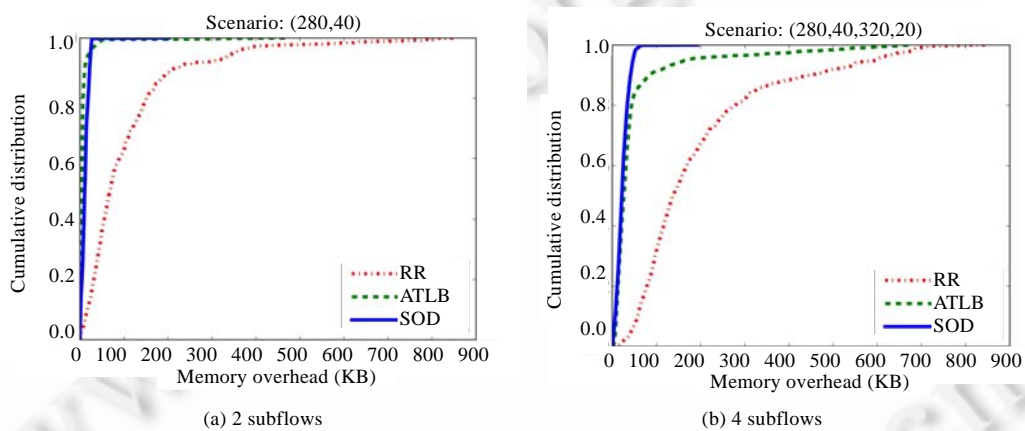 Scenario: (280,40)
Cumulative distribution
1.0
0.8
0.6
0.4
0.2
0.0
RR
ATLB
SOD
0 100 200 300 400 500 600 700 800 900
Memory overhead (KB)
(a) 2 subflows
Scenario: (280,40,320,20)
Cumulative distribution
1.0
0.8
0.6
0.4
0.2
0.0
RR
ATLB
SOD
0 100 200 300 400 500 600 700 800 900
Memory overhead (KB)
(b) 4 subflows